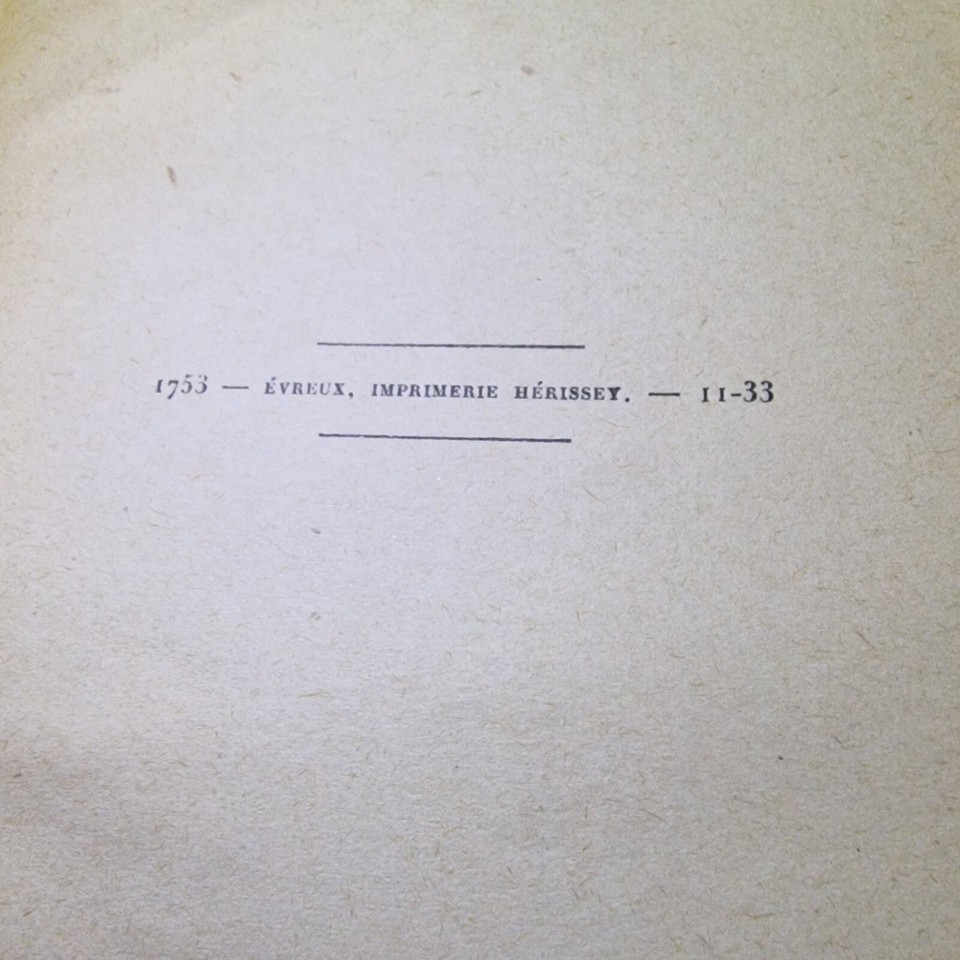 1753 — ÉVREUX, IMPRIMERIE HÉRISSEY. — 11-33